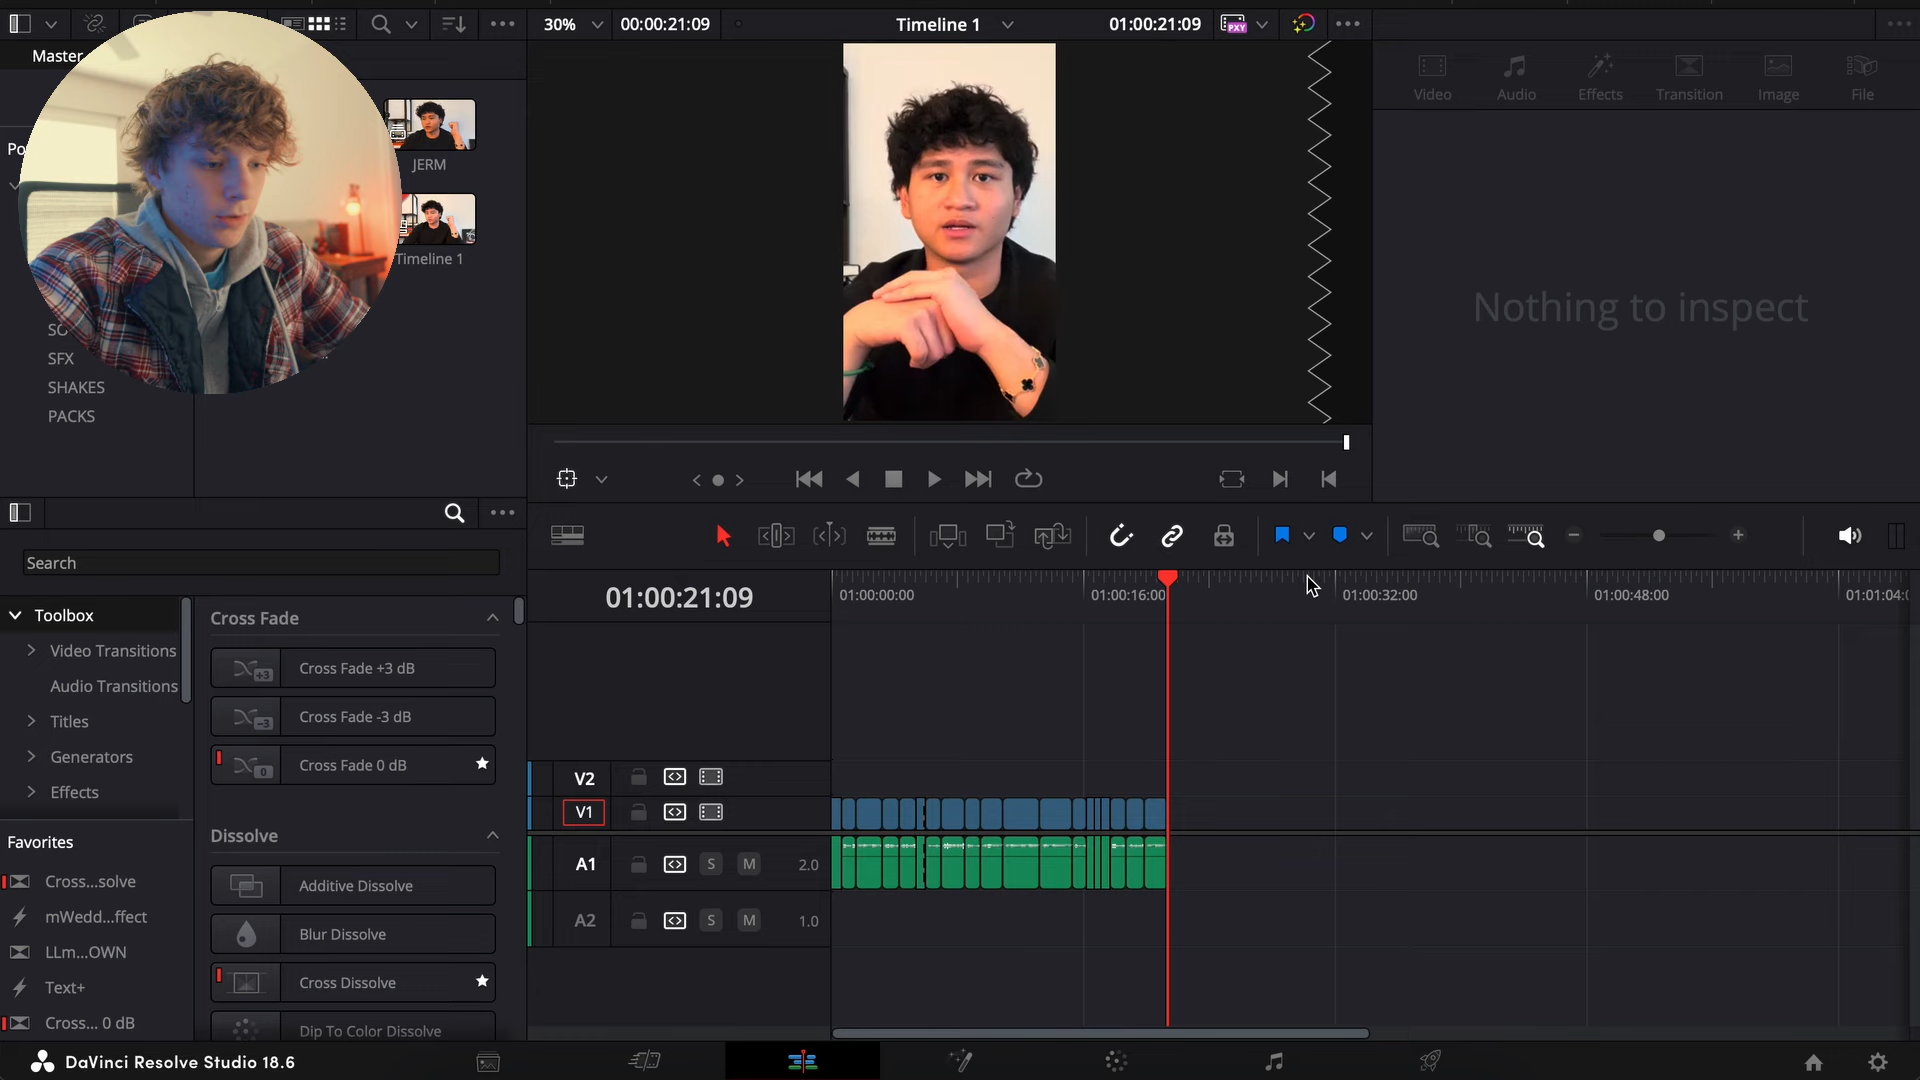 30%
00:00:21:09
Timeline 1
01:00:21:09
PXY
Master
Po
JERM
Timeline 1
SFX
SHAKES
PACKS
Video
Audio
Effects
Transition
Image
File
Nothing to inspect
Search
Toolbox
Video Transitions
Audio Transitions
Titles
Generators
Effects
Favorites
Cross...solve
mWedd...ffect
LLm...OWN
Text+
Cross... 0 dB
Cross Fade
+3
Cross Fade +3 dB
-3
Cross Fade -3 dB
0
Cross Fade 0 dB
Dissolve
Additive Dissolve
Blur Dissolve
Cross Dissolve
Dip To Color Dissolve
01:00:21:09
01:00:00:00
01:00:16:00
01:00:32:00
01:00:48:00
01:01:04:0
V2
V1
A1
S
M
2.0
A2
S
M
1.0
DaVinci Resolve Studio 18.6